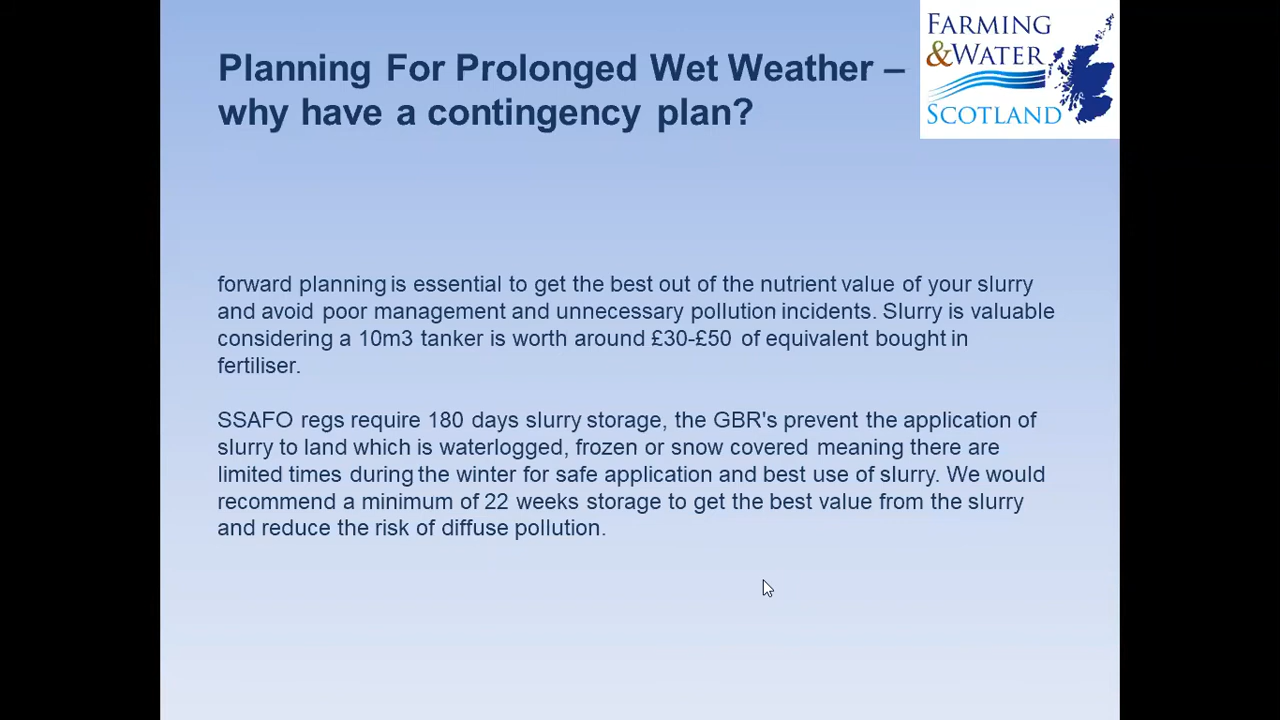 Planning For Prolonged Wet Weather –
why have a contingency plan?
FARMING
&WATER
SCOTLAND
forward planning is essential to get the best out of the nutrient value of your slurry
and avoid poor management and unnecessary pollution incidents. Slurry is valuable
considering a 10m3 tanker is worth around £30-£50 of equivalent bought in
fertiliser.
SSAFO regs require 180 days slurry storage, the GBR's prevent the application of
slurry to land which is waterlogged, frozen or snow covered meaning there are
limited times during the winter for safe application and best use of slurry. We would
recommend a minimum of 22 weeks storage to get the best value from the slurry
and reduce the risk of diffuse pollution.